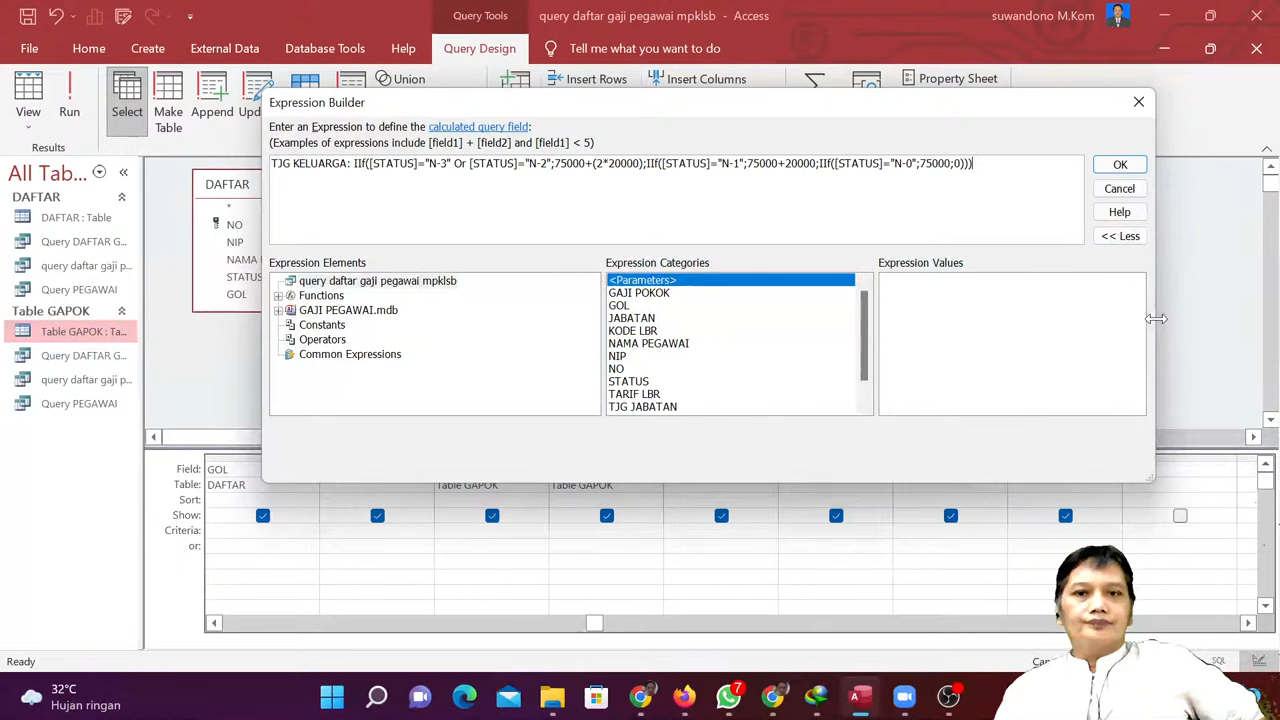 Query Tools
query daftar gaji pegawai mpklsb - Access
suwandono M.Kom
File
Home
Create
External Data
Database Tools
Help
Query Design
Tell me what you want to do
View
Run
Select
Make
Table
Append
Union
Insert Rows
Insert Columns
Property Sheet
Results
Expression Builder
Enter an Expression to define the calculated query field:
(Examples of expressions include [field1] + [field2] and [field1] < 5)
TJG KELUARGA: IIf([STATUS]="N-3" Or [STATUS]="N-2";75000+(2*20000);IIf([STATUS]="N-1";75000+20000;IIf([STATUS]="N-0";75000;0)))
OK
Cancel
Help
<< Less
Expression Elements
query daftar gaji pegawai mpklsb
Functions
GAJI PEGAWAI.mdb
Constants
Operators
Common Expressions
Expression Categories
<Parameters>
GAJI POKOK
GOL
JABATAN
KODE LBR
NAMA PEGAWAI
NIP
NO
STATUS
TARIF LBR
TJG JABATAN
Expression Values
All Tab...
DAFTAR
DAFTAR : Table
Query DAFTAR G...
query daftar gaji p...
Query PEGAWAI
Table GAPOK
Table GAPOK : Ta...
Query DAFTAR G...
query daftar gaji p...
Query PEGAWAI
DAFTAR
*
NO
NIP
NAMA
STATUS
GOL
Field: GOL
Table: DAFTAR
Table GAPOK
Table GAPOK
Sort:
Show:
Criteria:
or:
Ready
SQL
32°C
Hujan ringan
7